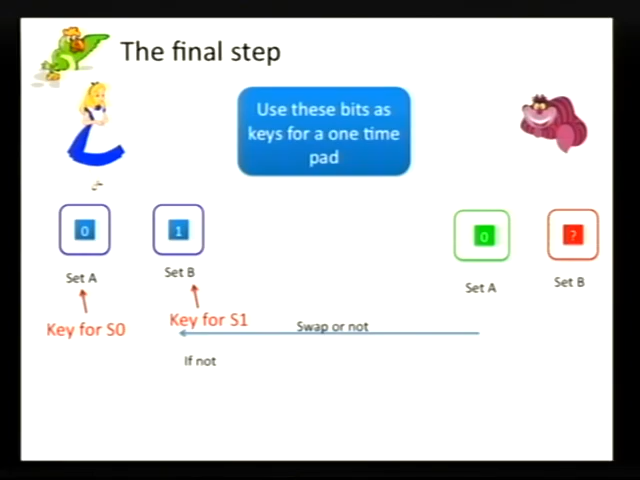 The final step
Use these bits as
keys for a one time
pad
0
1
0
?
Set A
Set B
Set A
Set B
Key for S0
Key for S1
Swap or not
If not